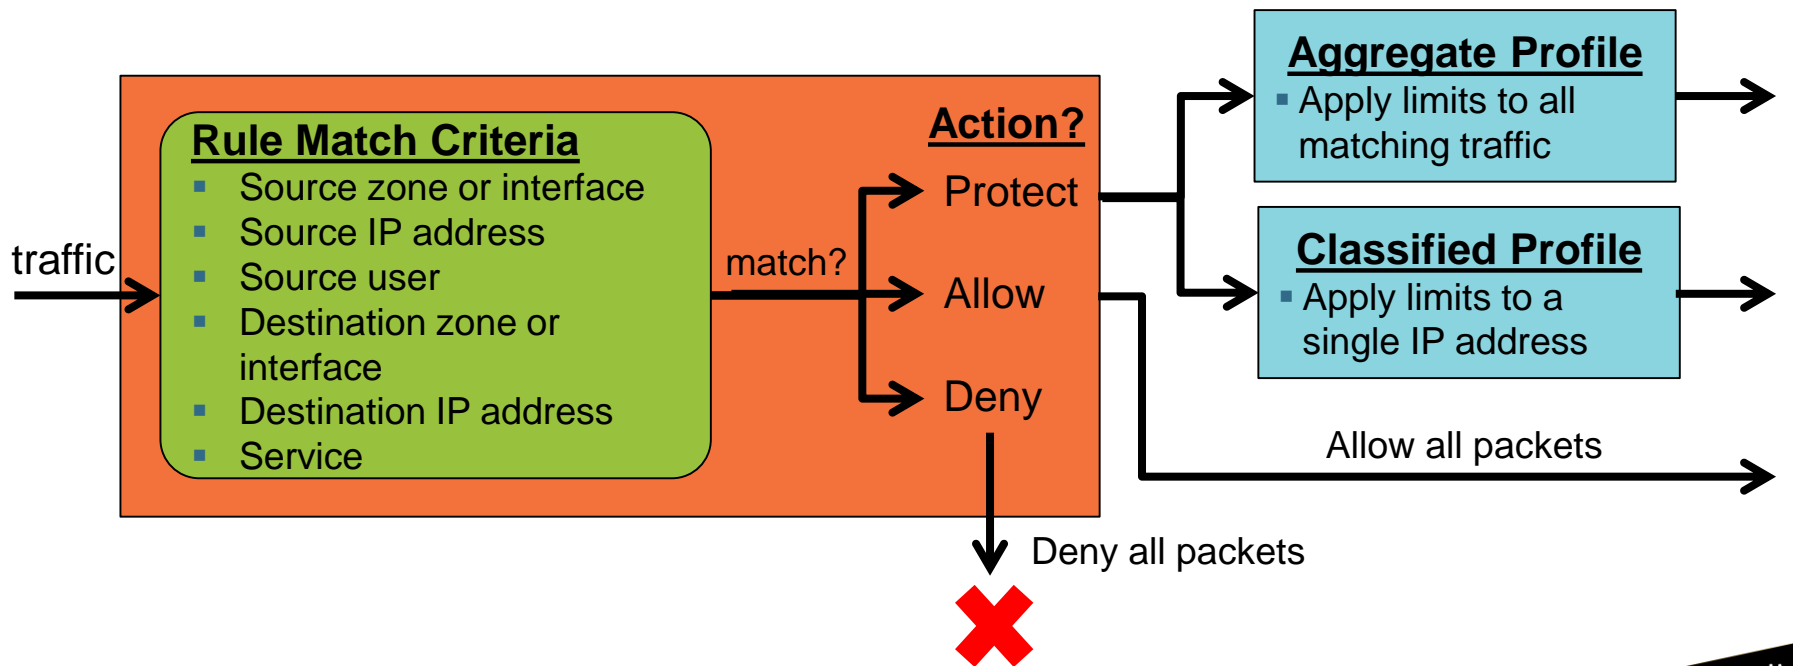 traffic
Rule Match Criteria
▪ Source zone or interface
▪ Source IP address
▪ Source user
▪ Destination zone or
interface
▪ Destination IP address
▪ Service
match?
Action?
Protect
Allow
Deny
Deny all packets
Aggregate Profile
▪ Apply limits to all
matching traffic
Classified Profile
▪ Apply limits to a
single IP address
Allow all packets